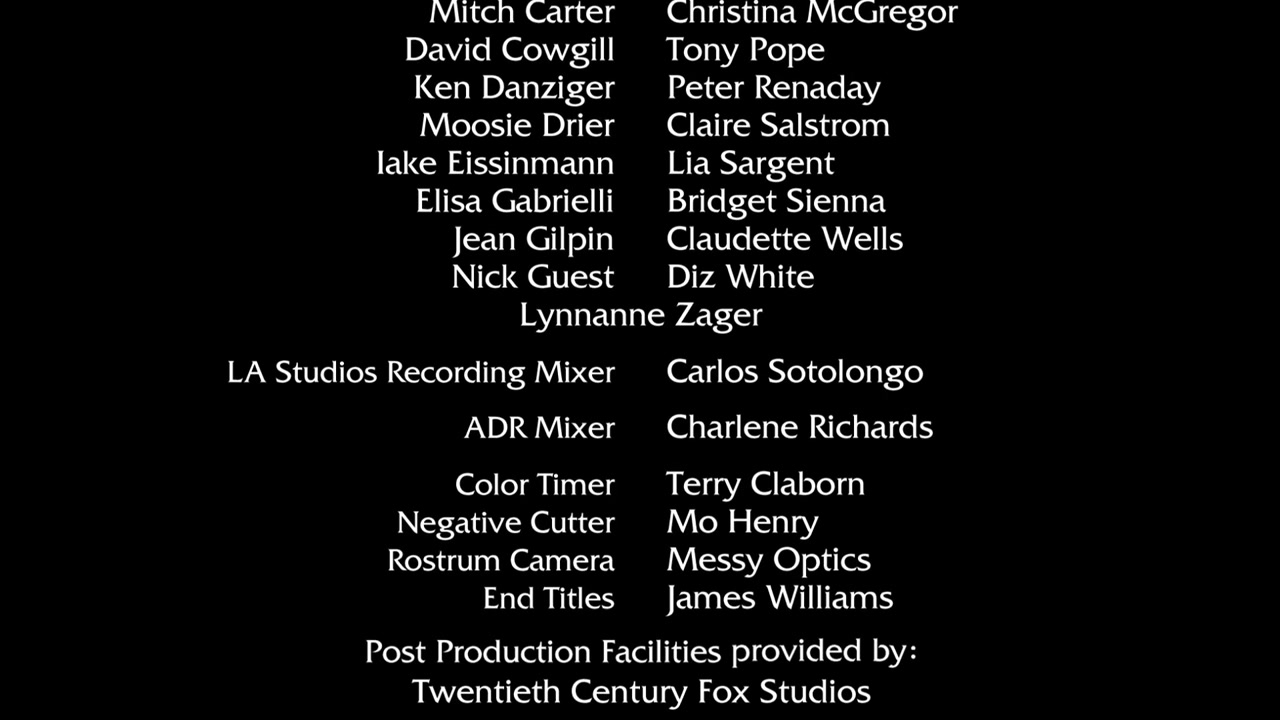 Mitch Carter Christina McGregor
David Cowgill Tony Pope
Ken Danziger Peter Renaday
Moosie Drier Claire Salstrom
Iake Eissinmann Lia Sargent
Elisa Gabrielli Bridget Sienna
Jean Gilpin Claudette Wells
Nick Guest Diz White
Lynnanne Zager
LA Studios Recording Mixer Carlos Sotolongo
ADR Mixer Charlene Richards
Color Timer Terry Claborn
Negative Cutter Mo Henry
Rostrum Camera Messy Optics
End Titles James Williams
Post Production Facilities provided by:
Twentieth Century Fox Studios